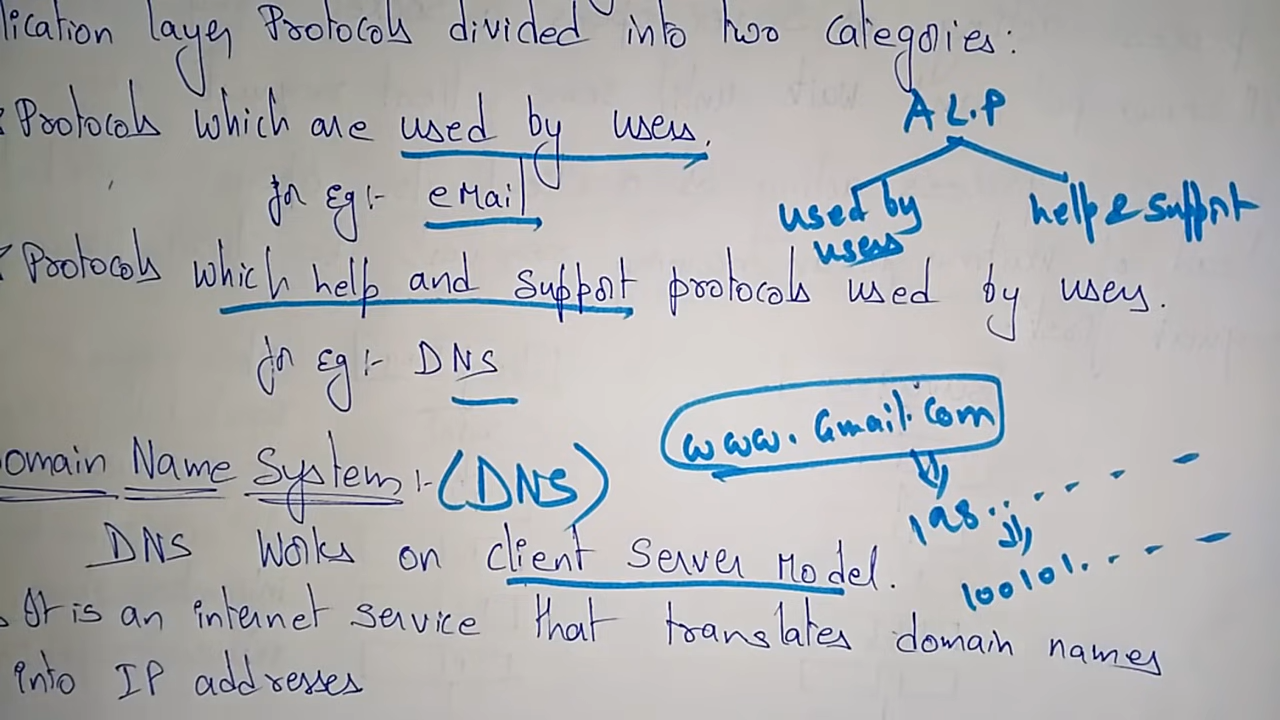 lication layer Protocols divided into two categories:
Protocols which are used by users.
A L.P
for Eg:- eMail
used by
users
help & support
Protocols which help and support protocols used by users.
for Eg:- DNS
www.Gmail.com
omain Name System :- (DNS)
198. . - - - -
DNS works on client Server Model.
100101. . - - -
It is an internet service that translates domain names
into IP addresses